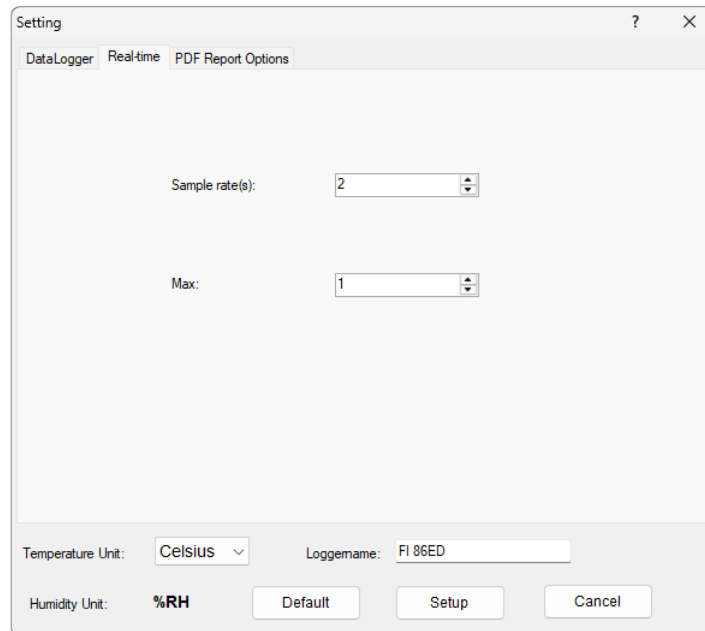 Setting ?
DataLogger Real-time PDF Report Options
Sample rate(s): 2
Max: 1
Temperature Unit: Celsius Loggername: FI 86ED
Humidity Unit: %RH Default Setup Cancel